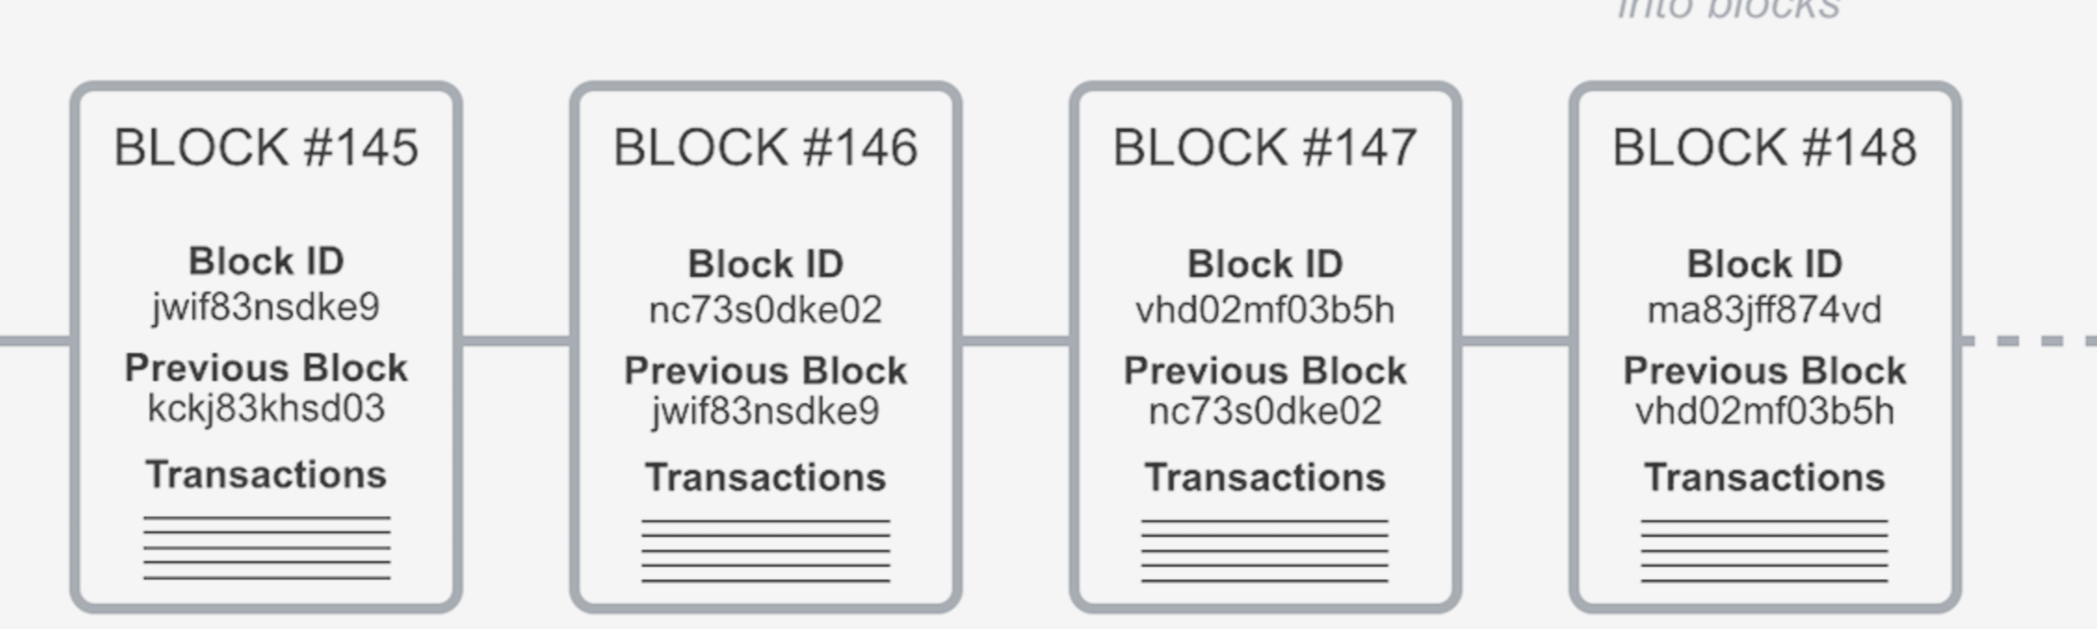 into blocks
BLOCK #145
Block ID
jwif83nsdke9
Previous Block
kckj83khsd03
Transactions
BLOCK #146
Block ID
nc73s0dke02
Previous Block
jwif83nsdke9
Transactions
BLOCK #147
Block ID
vhd02mf03b5h
Previous Block
nc73s0dke02
Transactions
BLOCK #148
Block ID
ma83jff874vd
Previous Block
vhd02mf03b5h
Transactions